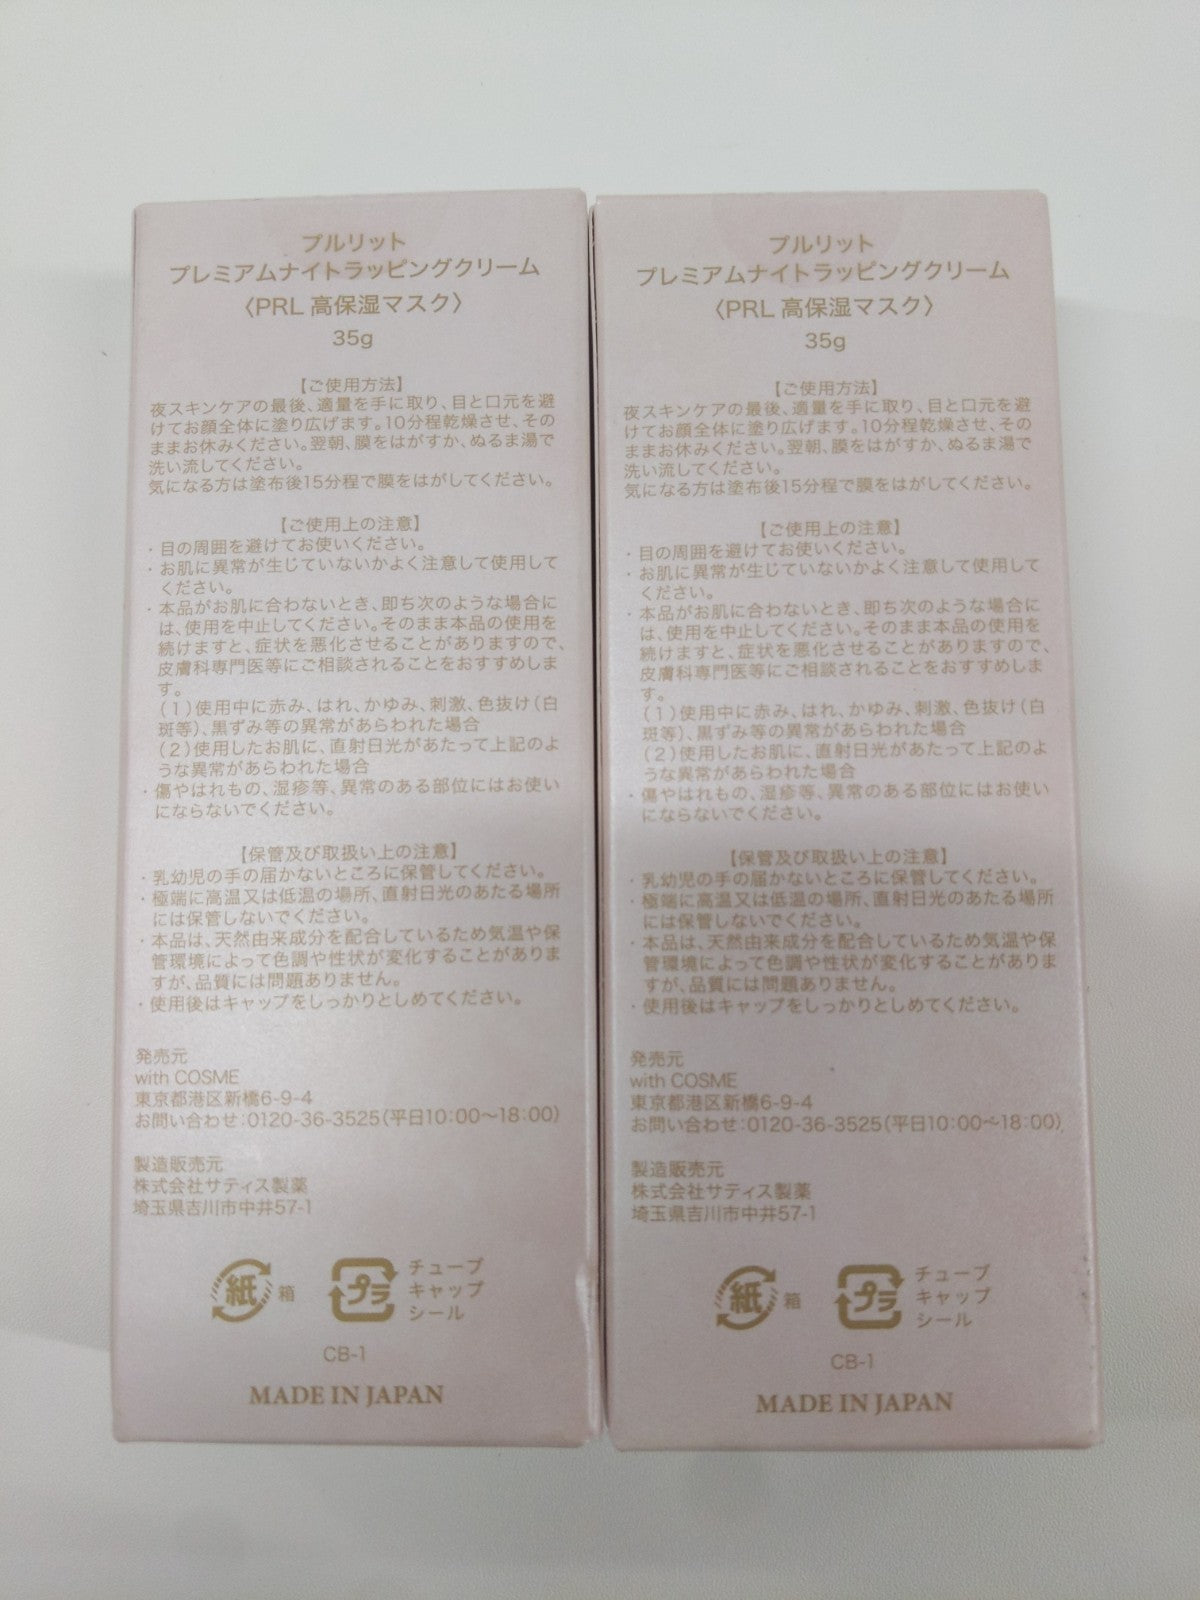 プルリット
プレミアムナイトラッピングクリーム
〈PRL 高保湿マスク〉
35g
【ご使用方法】
夜スキンケアの最後、適量を手に取り、目と口元を避
けてお顔全体に塗り広げます。10分程乾燥させ、その
ままお休みください。翌朝、膜をはがすか、ぬるま湯で
洗い流してください。
気になる方は塗布後15分程で膜をはがしてください。
【ご使用上の注意】
・目の周囲を避けてお使いください。
・お肌に異常が生じていないかよく注意して使用して
ください。
・本品がお肌に合わないとき、即ち次のような場合に
は、使用を中止してください。そのまま本品の使用を
続けますと、症状を悪化させることがありますので、
皮膚科専門医等にご相談されることをおすすめしま
す。
(1)使用中に赤み、はれ、かゆみ、刺激、色抜け(白
斑等)、黒ずみ等の異常があらわれた場合
(2)使用したお肌に、直射日光があたって上記のよ
うな異常があらわれた場合
・傷やはれもの、湿疹等、異常のある部位にはお使い
にならないでください。
【保管及び取扱い上の注意】
・乳幼児の手の届かないところに保管してください。
・極端に高温又は低温の場所、直射日光のあたる場所
には保管しないでください。
・本品は、天然由来成分を配合しているため気温や保
管環境によって色調や性状が変化することがありま
すが、品質には問題ありません。
・使用後はキャップをしっかりとしめてください。
発売元
with COSME
東京都港区新橋6-9-4
お問い合わせ:0120-36-3525(平日10:00〜18:00)
製造販売元
株式会社サティス製薬
埼玉県吉川市中井57-1
紙 箱
プラ チューブ
キャップ
シール
CB-1
MADE IN JAPAN
プルリット
プレミアムナイトラッピングクリーム
〈PRL 高保湿マスク〉
35g
【ご使用方法】
夜スキンケアの最後、適量を手に取り、目と口元を避
けてお顔全体に塗り広げます。10分程乾燥させ、その
ままお休みください。翌朝、膜をはがすか、ぬるま湯で
洗い流してください。
気になる方は塗布後15分程で膜をはがしてください。
【ご使用上の注意】
・目の周囲を避けてお使いください。
・お肌に異常が生じていないかよく注意して使用して
ください。
・本品がお肌に合わないとき、即ち次のような場合に
は、使用を中止してください。そのまま本品の使用を
続けますと、症状を悪化させることがありますので、
皮膚科専門医等にご相談されることをおすすめしま
す。
(1)使用中に赤み、はれ、かゆみ、刺激、色抜け(白
斑等)、黒ずみ等の異常があらわれた場合
(2)使用したお肌に、直射日光があたって上記のよ
うな異常があらわれた場合
・傷やはれもの、湿疹等、異常のある部位にはお使い
にならないでください。
【保管及び取扱い上の注意】
・乳幼児の手の届かないところに保管してください。
・極端に高温又は低温の場所、直射日光のあたる場所
には保管しないでください。
・本品は、天然由来成分を配合しているため気温や保
管環境によって色調や性状が変化することがありま
すが、品質には問題ありません。
・使用後はキャップをしっかりとしめてください。
発売元
with COSME
東京都港区新橋6-9-4
お問い合わせ:0120-36-3525(平日10:00〜18:00)
製造販売元
株式会社サティス製薬
埼玉県吉川市中井57-1
紙 箱
プラ チューブ
キャップ
シール
CB-1
MADE IN JAPAN